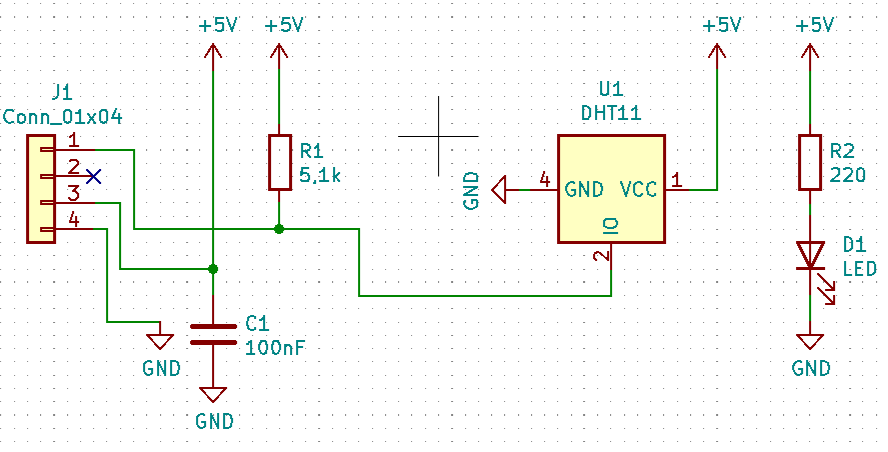 +5V +5V +5V +5V
J1
Conn_01x04
1
2
3
4
R1
5,1k
U1
DHT11
GND
4
GND VCC
1
IO
2
R2
220
D1
LED
C1
100nF
GND
GND
GND